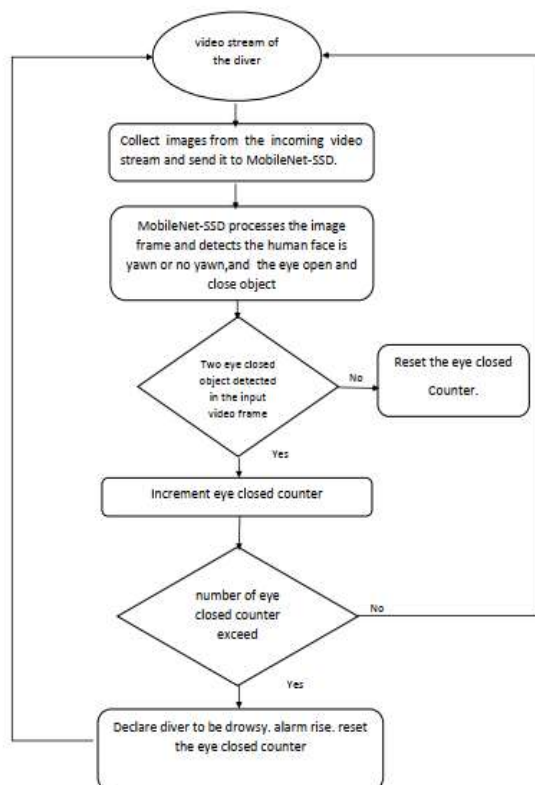 video stream of
the diver
Collect images from the incoming video
stream and send it to MobileNet-SSD.
MobileNet-SSD processes the image
frame and detects the human face is
yawn or no yawn,and the eye open and
close object
Two eye closed
object detected
in the input
video frame
No
Reset the eye closed
Counter.
Yes
Increment eye closed counter
number of eye
closed counter
exceed
No
Yes
Declare diver to be drowsy. alarm rise. reset
the eye closed counter